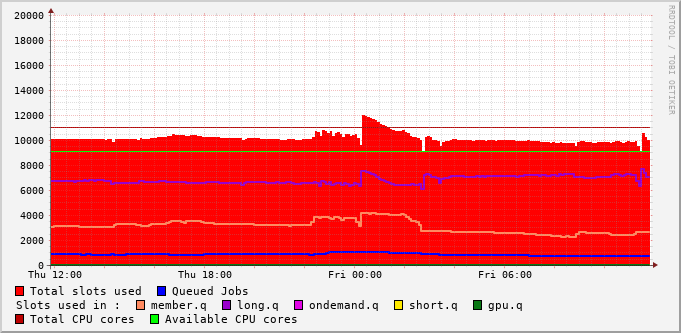 20000
18000
16000
14000
12000
10000
8000
6000
4000
2000
0
Thu 12:00 Thu 18:00 Fri 00:00 Fri 06:00
RRDTOOL / TOBI OETIKER
Total slots used Queued Jobs
Slots used in : member.q long.q ondemand.q short.q gpu.q
Total CPU cores Available CPU cores